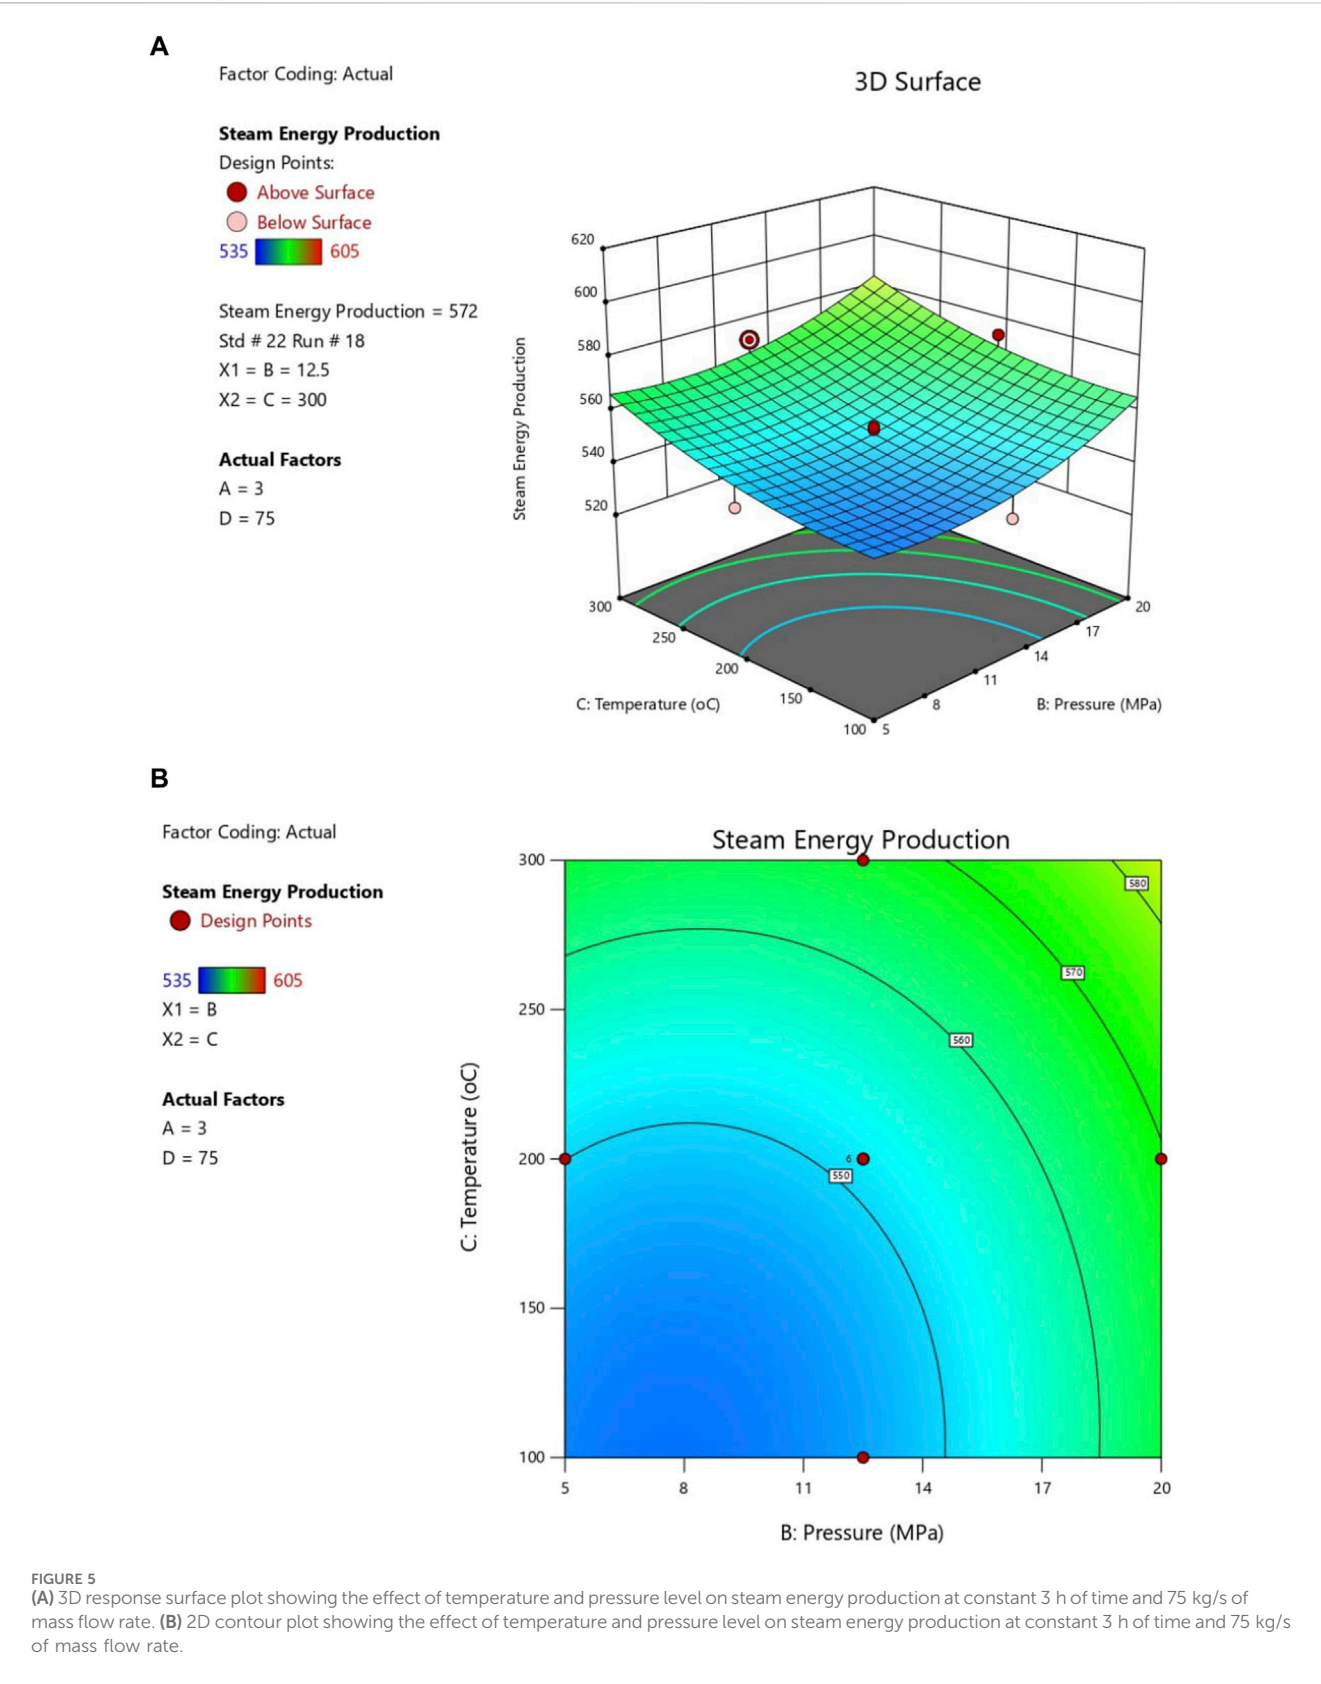 A
Factor Coding: Actual
3D Surface
Steam Energy Production
Design Points:
Above Surface
Below Surface
535 605
Steam Energy Production = 572
Std # 22 Run # 18
X1 = B = 12.5
X2 = C = 300
Actual Factors
A = 3
D = 75
Steam Energy Production
620
600
580
560
540
520
300
250
200
150
100
5
8
11
14
17
20
C: Temperature (oC)
B: Pressure (MPa)
B
Factor Coding: Actual
Steam Energy Production
Steam Energy Production
Design Points
535 605
X1 = B
X2 = C
Actual Factors
A = 3
D = 75
C: Temperature (oC)
300
250
200
150
100
580
570
560
6
550
5 8 11 14 17 20
B: Pressure (MPa)
FIGURE 5
(A) 3D response surface plot showing the effect of temperature and pressure level on steam energy production at constant 3 h of time and 75 kg/s of
mass flow rate. (B) 2D contour plot showing the effect of temperature and pressure level on steam energy production at constant 3 h of time and 75 kg/s
of mass flow rate.